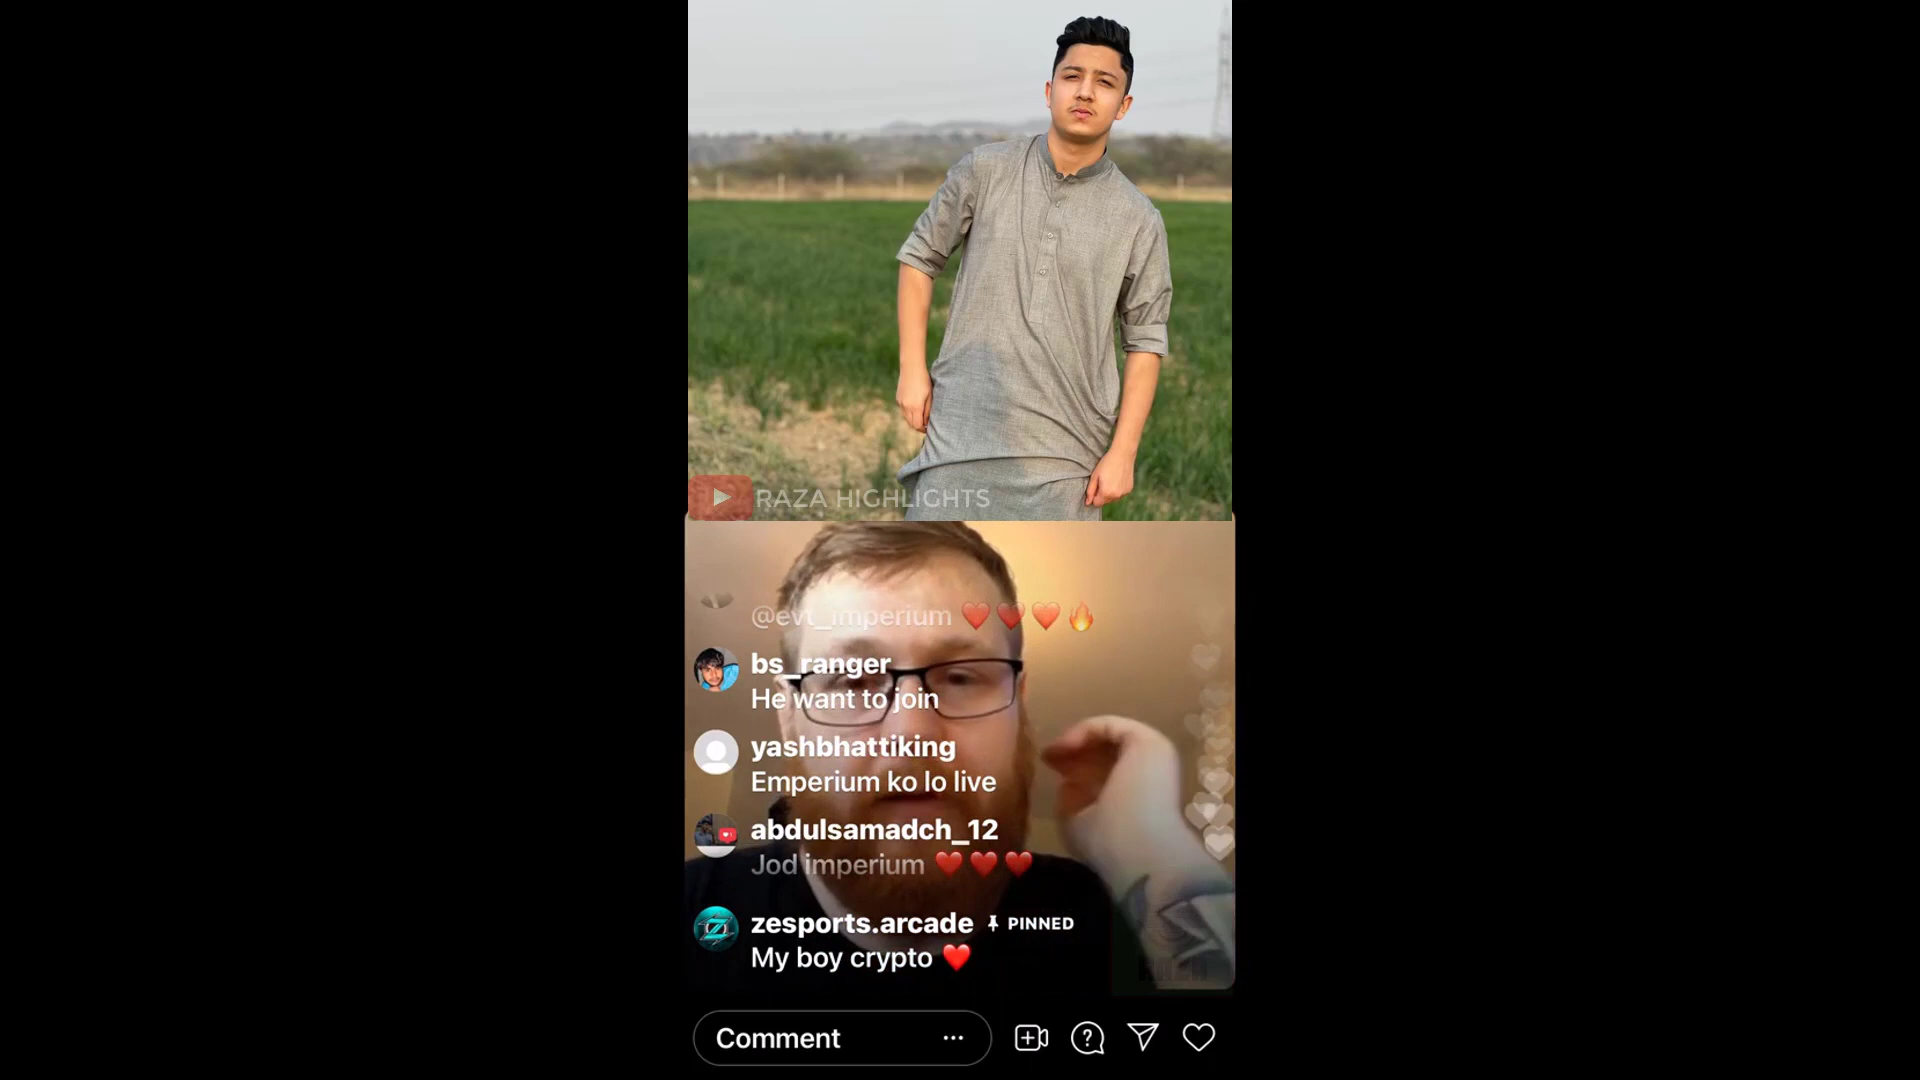 RAZA HIGHLIGHTS
@evt_imperium ❤️❤️❤️🔥
bs_ranger
He want to join
yashbhattiking
Emperium ko lo live
abdulsamadch_12
Jod imperium ❤️❤️❤️
zesports.arcade PINNED
My boy crypto ❤️
Comment ...